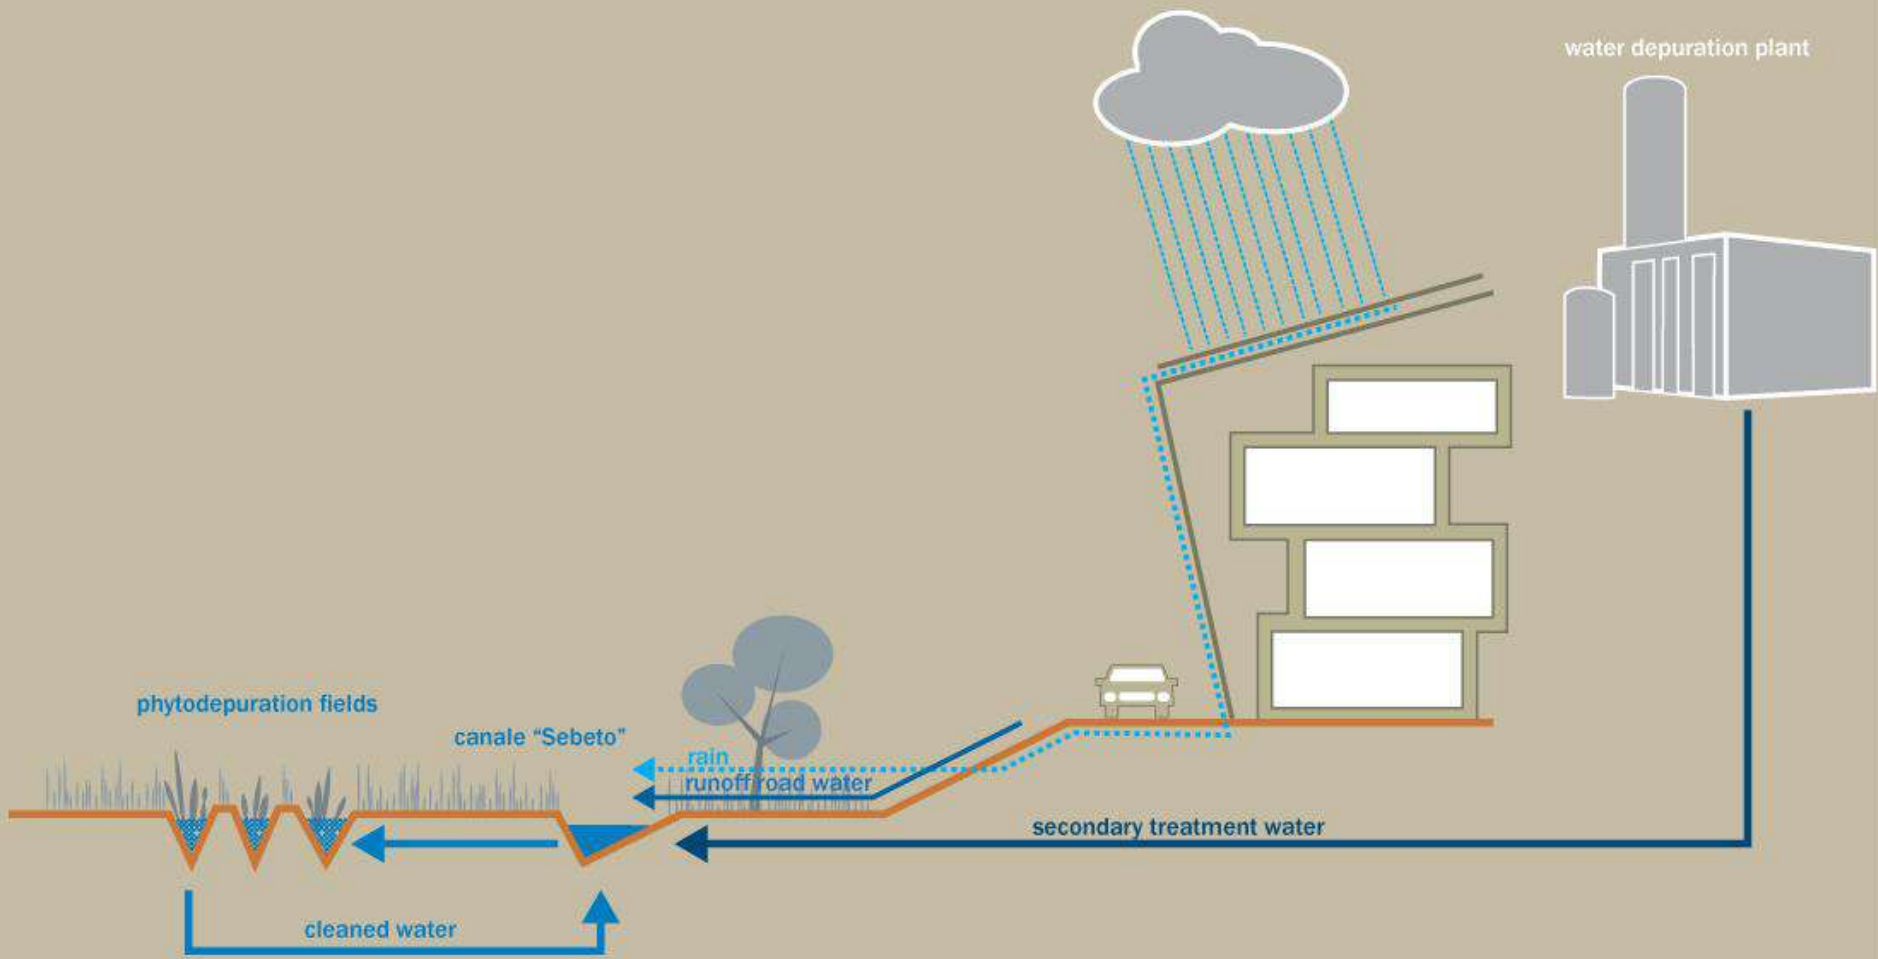 water depuration plant
phytodepuration fields
canale “Sebeto”
rain
runoff road water
secondary treatment water
cleaned water